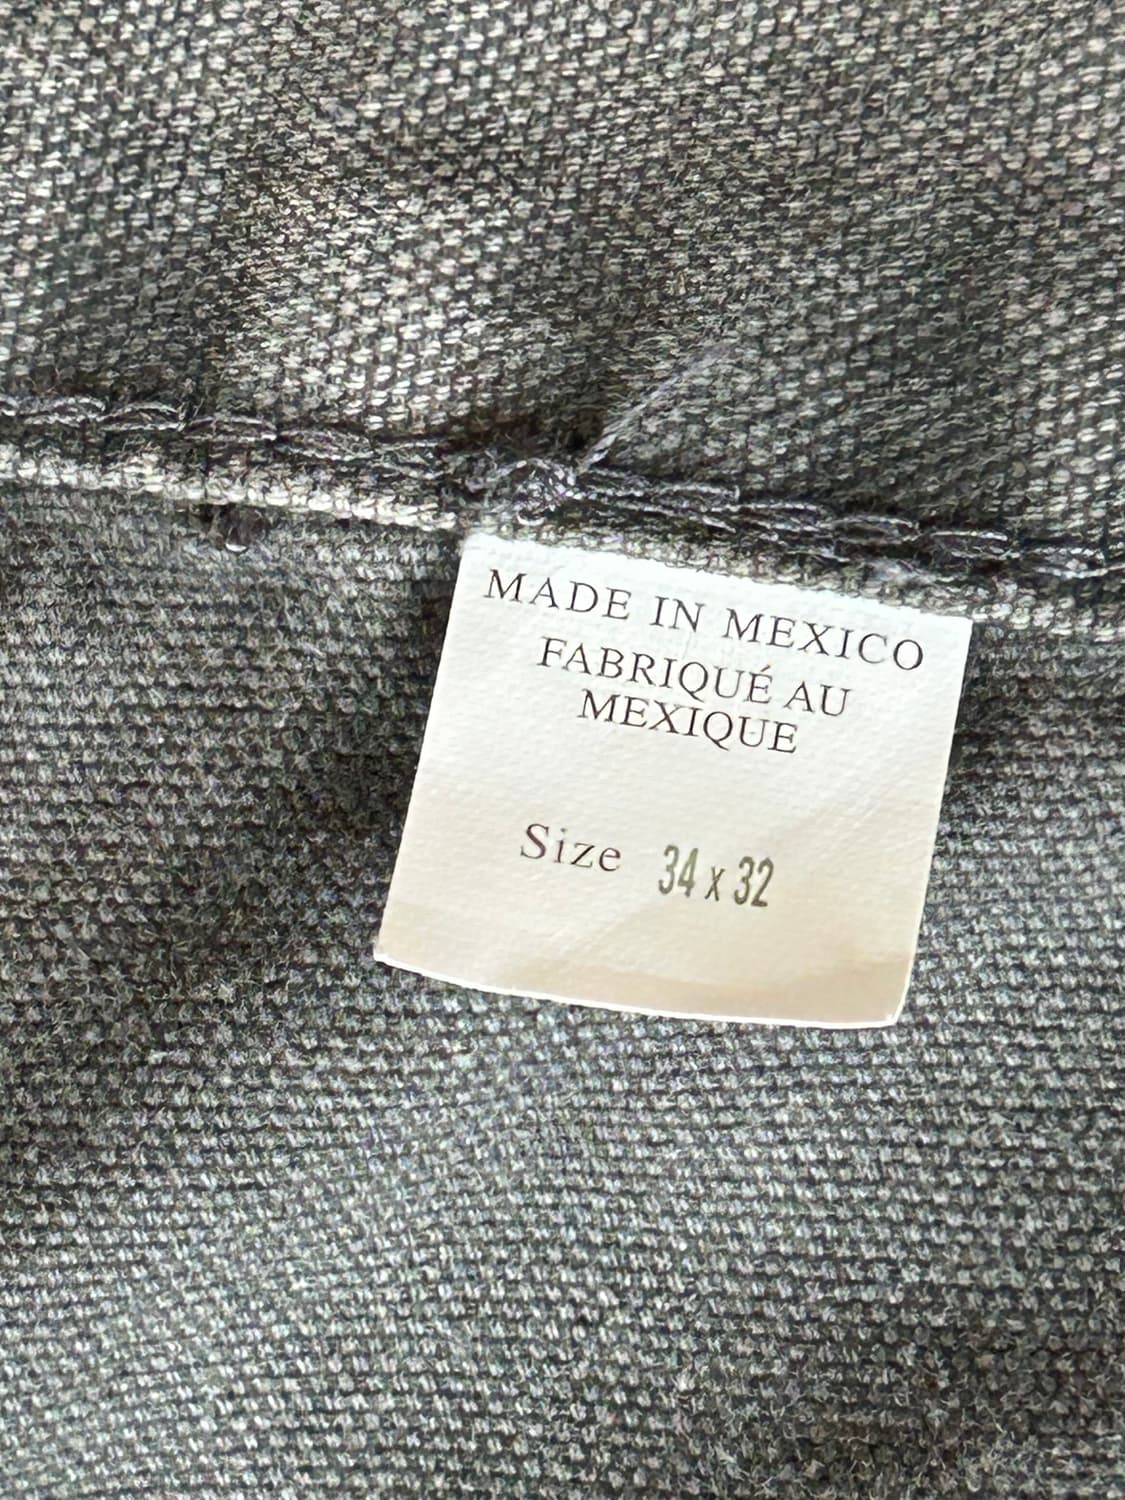 MADE IN MEXICO
FABRIQUÉ AU
MEXIQUE
Size 34 x 32